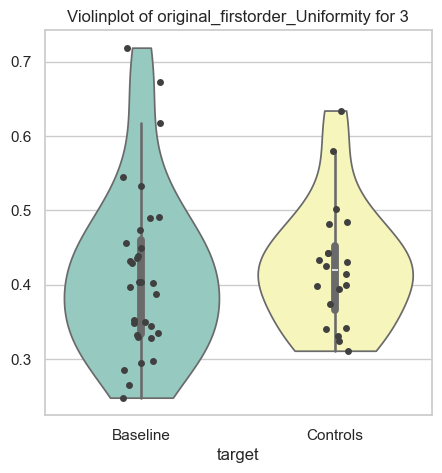 Violinplot of original_firstorder_Uniformity for 3
0.7
0.6
0.5
0.4
0.3
Baseline
Controls
target